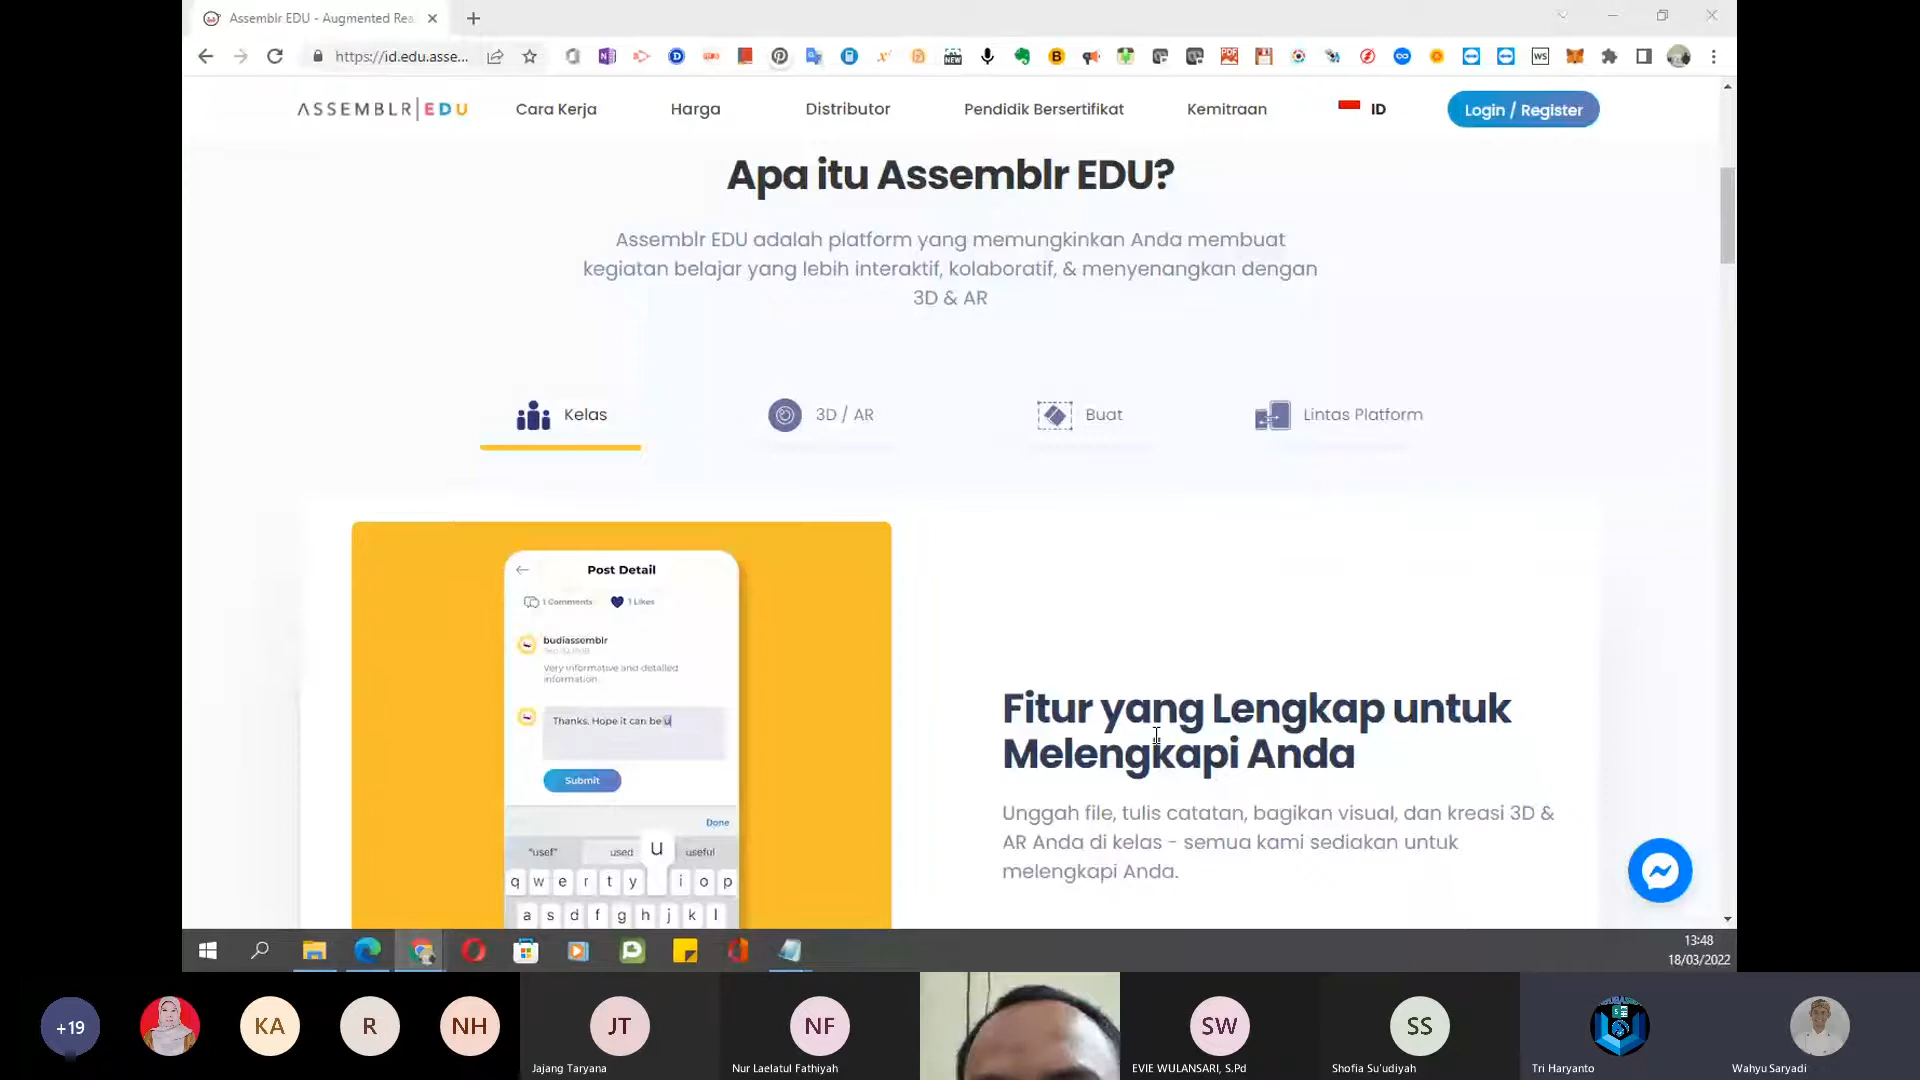 Assemblr EDU - Augmented Rea
https://id.edu.asse...
ASSEMBLR EDU
Cara Kerja
Harga
Distributor
Pendidik Bersertifikat
Kemitraan
ID
Login / Register
Apa itu Assemblr EDU?
Assemblr EDU adalah platform yang memungkinkan Anda membuat
kegiatan belajar yang lebih interaktif, kolaboratif, & menyenangkan dengan
3D & AR
Kelas
3D / AR
Buat
Lintas Platform
Post Detail
1 Comments
1 Likes
budiassemblr
Very informative and detailed
information
Thanks. Hope it can be u
Submit
Done
"usef"
used
u
useful
q w e r t y i o p
a s d f g h j k l
Fitur yang Lengkap untuk
Melengkapi Anda
Unggah file, tulis catatan, bagikan visual, dan kreasi 3D &
AR Anda di kelas - semua kami sediakan untuk
melengkapi Anda.
13:48
18/03/2022
+19
KA
R
NH
JT
Jajang Taryana
NF
Nur Laelatul Fathiyah
SW
EVIE WULANSARI, S.Pd
SS
Shofia Su'udiyah
Tri Haryanto
Wahyu Saryadi